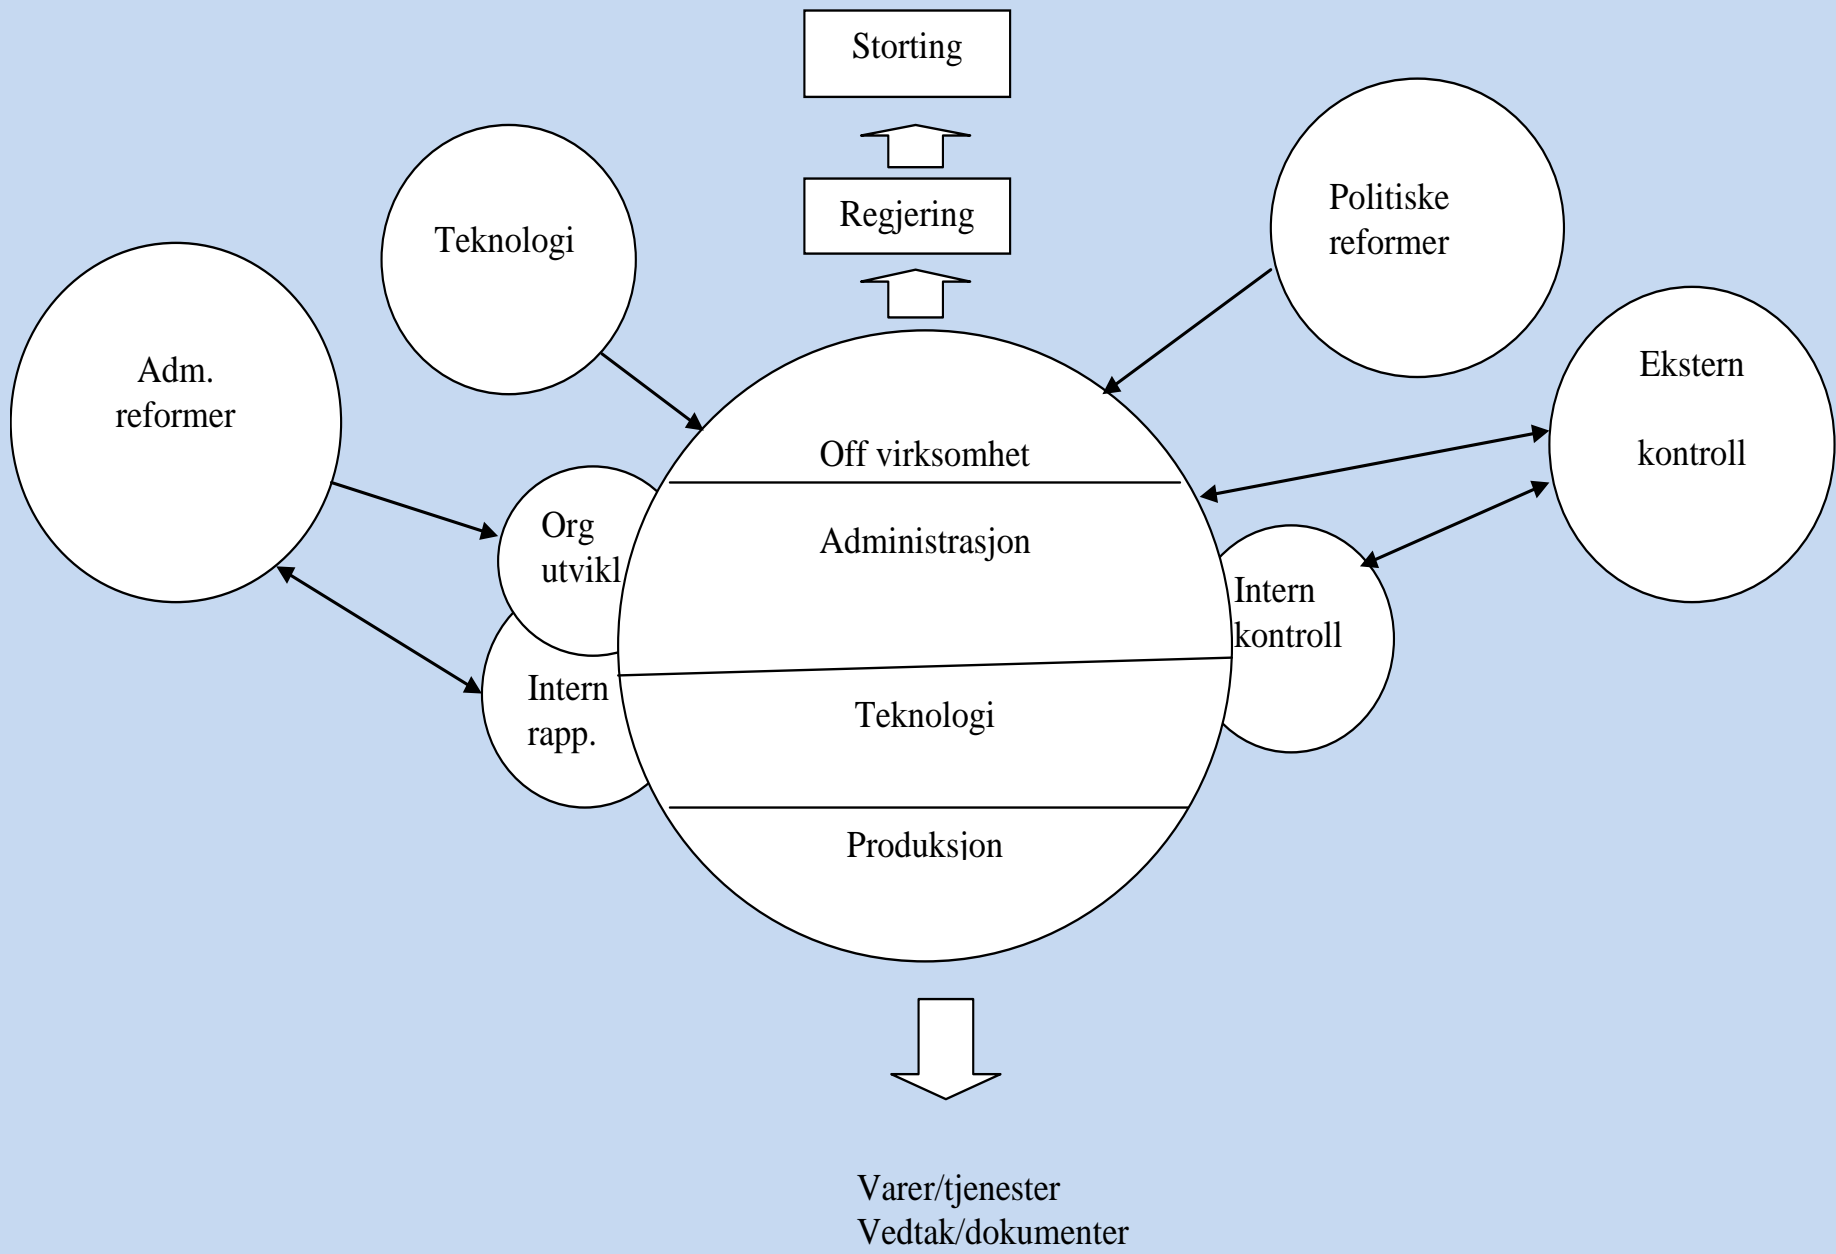 Storting
Regjering
Teknologi
Politiske
reformer
Adm.
reformer
Ekstern
kontroll
Off virksomhet
Administrasjon
Org
utvikl
Intern
kontroll
Intern
rapp.
Teknologi
Produksjon
Varer/tjenester
Vedtak/dokumenter